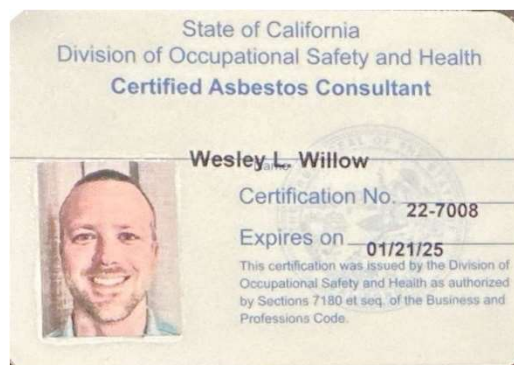 State of California
Division of Occupational Safety and Health
Certified Asbestos Consultant
Wesley L. Willow
Name
Certification No. 22-7008
Expires on 01/21/25
This certification was issued by the Division of
Occupational Safety and Health as authorized
by Sections 7180 et seq. of the Business and
Professions Code.